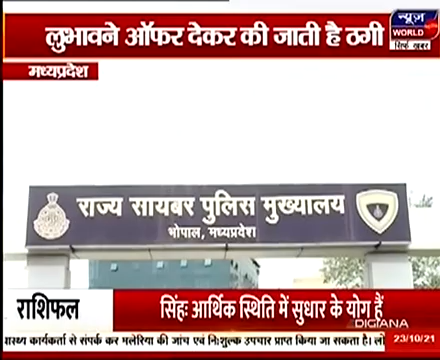 लुभावने ऑफर देकर की जाती है ठगी
न्यूज़
WORLD
सिर्फ खबर
मध्यप्रदेश
राज्य सायबर पुलिस मुख्यालय
भोपाल, मध्यप्रदेश
राशिफल
सिंहः आर्थिक स्थिति में सुधार के योग हैं
DIGIANA
कार्यकर्ता से संपर्क कर मलेरिया की जांच एवं निःशुल्क उपचार प्राप्त किया जा सकता है।
23/10/21